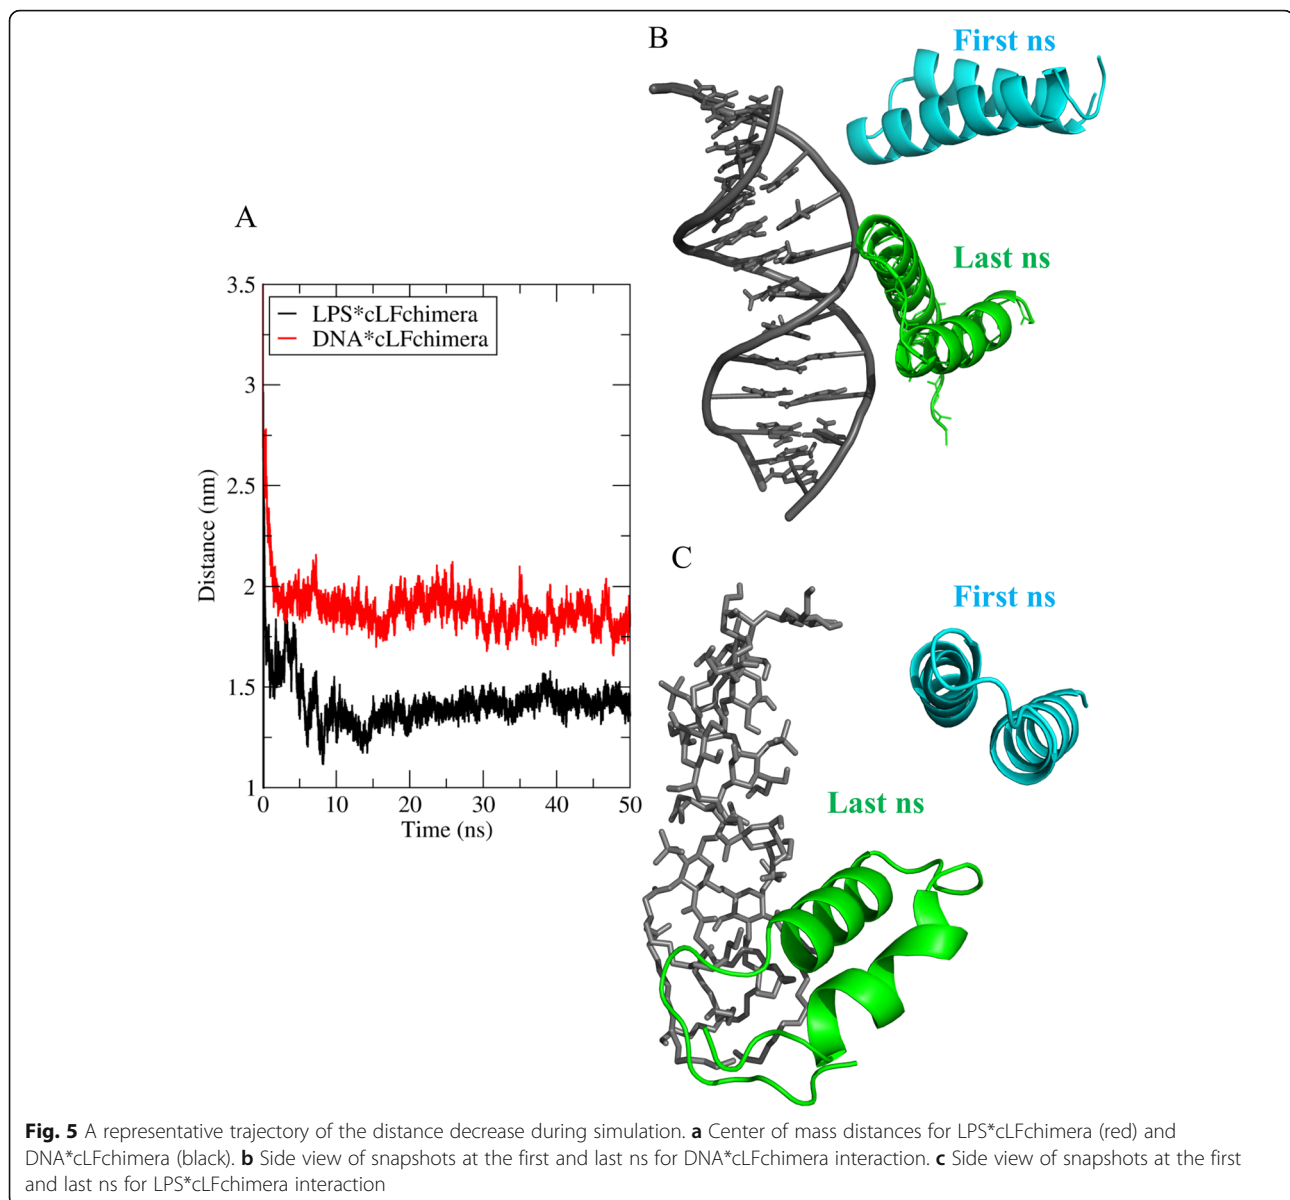 B
First ns
Last ns
A
3.5
3
2.5
2
1.5
1
Distance (nm)
LPS*cLFchimera
DNA*cLFchimera
0 10 20 30 40 50
Time (ns)
C
First ns
Last ns
Fig. 5 A representative trajectory of the distance decrease during simulation. a Center of mass distances for LPS*cLFchimera (red) and
DNA*cLFchimera (black). b Side view of snapshots at the first and last ns for DNA*cLFchimera interaction. c Side view of snapshots at the first
and last ns for LPS*cLFchimera interaction